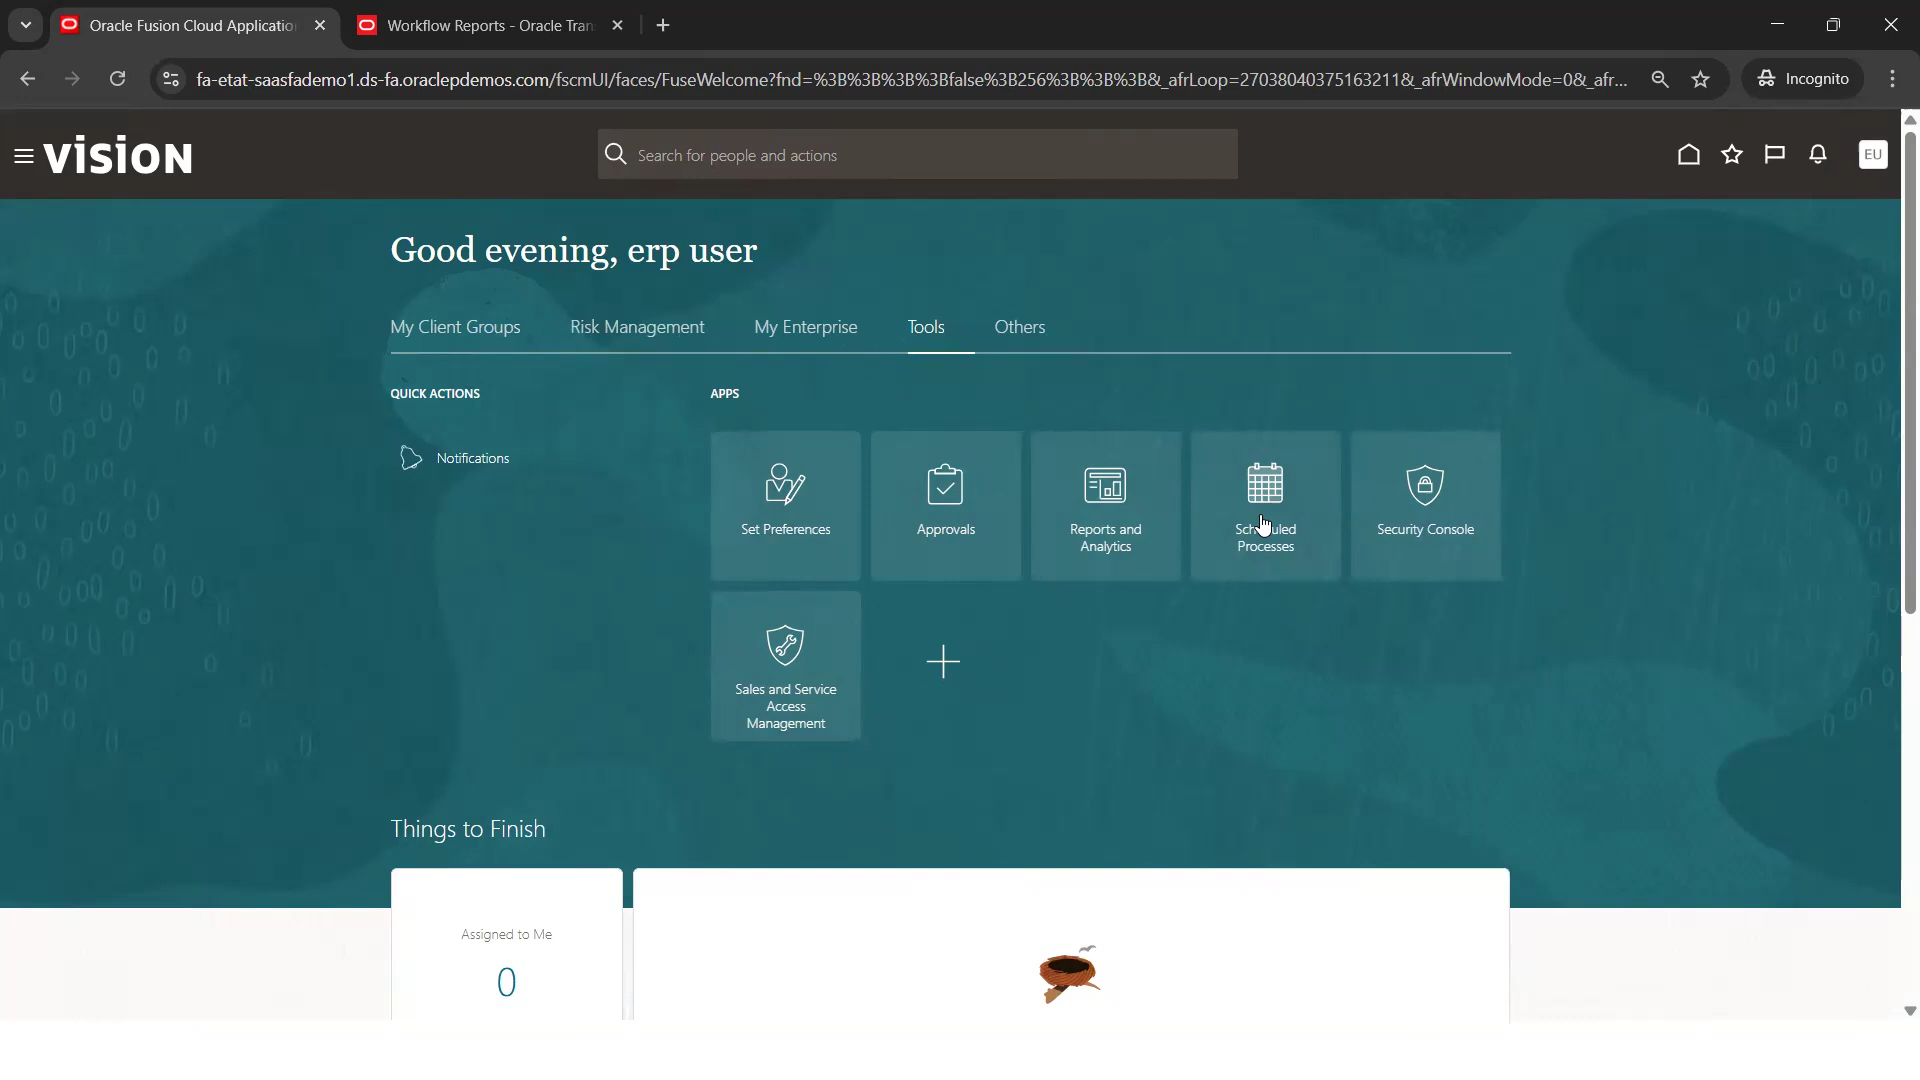 Oracle Fusion Cloud Applicatio
Workflow Reports - Oracle Tran
fa-etat-saasfademo1.ds-fa.oraclepdemos.com/fscmUI/faces/FuseWelcome?fnd=%3B%3B%3B%3Bfalse%3B256%3B%3B%3B&_afrLoop=27038040375163211&_afrWindowMode=0&_afr...
Incognito
VISION
Search for people and actions
EU
Good evening, erp user
My Client Groups
Risk Management
My Enterprise
Tools
Others
QUICK ACTIONS
APPS
Notifications
Set Preferences
Approvals
Reports and
Analytics
Scheduled
Processes
Security Console
Sales and Service
Access
Management
Things to Finish
Assigned to Me
0